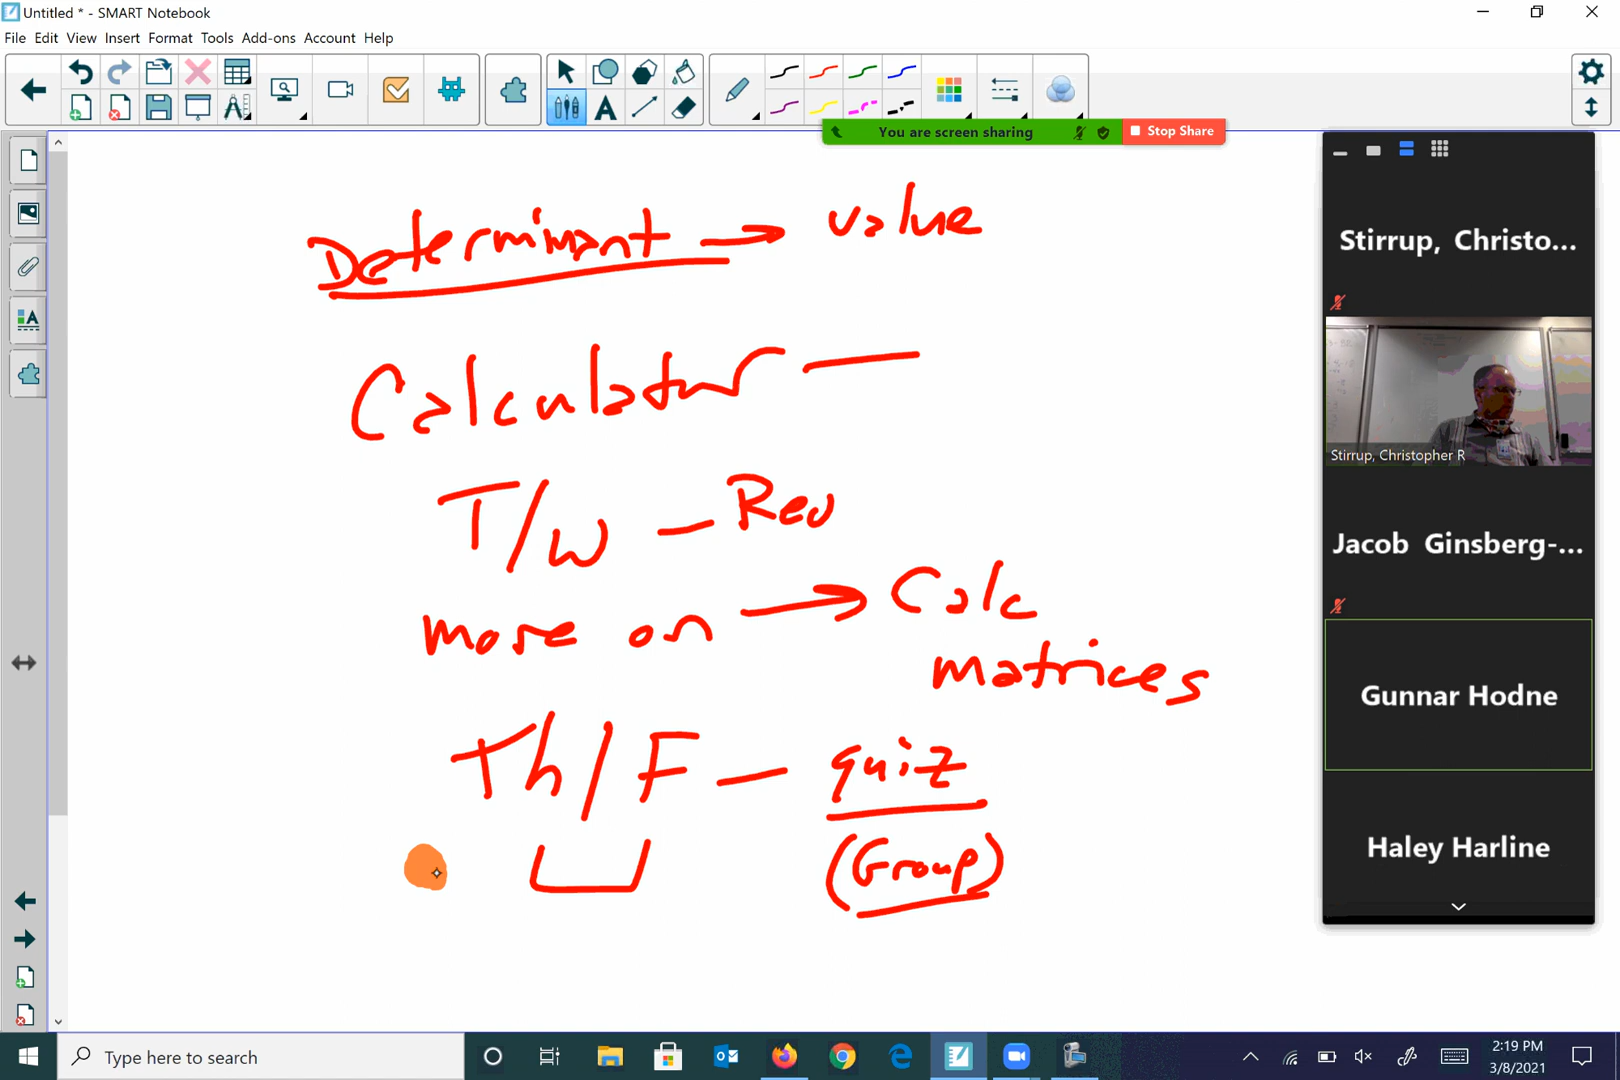 Untitled * - SMART Notebook
File Edit View Insert Format Tools Add-ons Account Help
You are screen sharing
Stop Share
Determinant → value
Calculator —
T/W — Rev
more on → Calc
matrices
Th/F — quiz
(Group)
Stirrup, Christo...
Stirrup, Christopher R
Jacob Ginsberg-...
Gunnar Hodne
Haley Harline
Type here to search
2:19 PM
3/8/2021